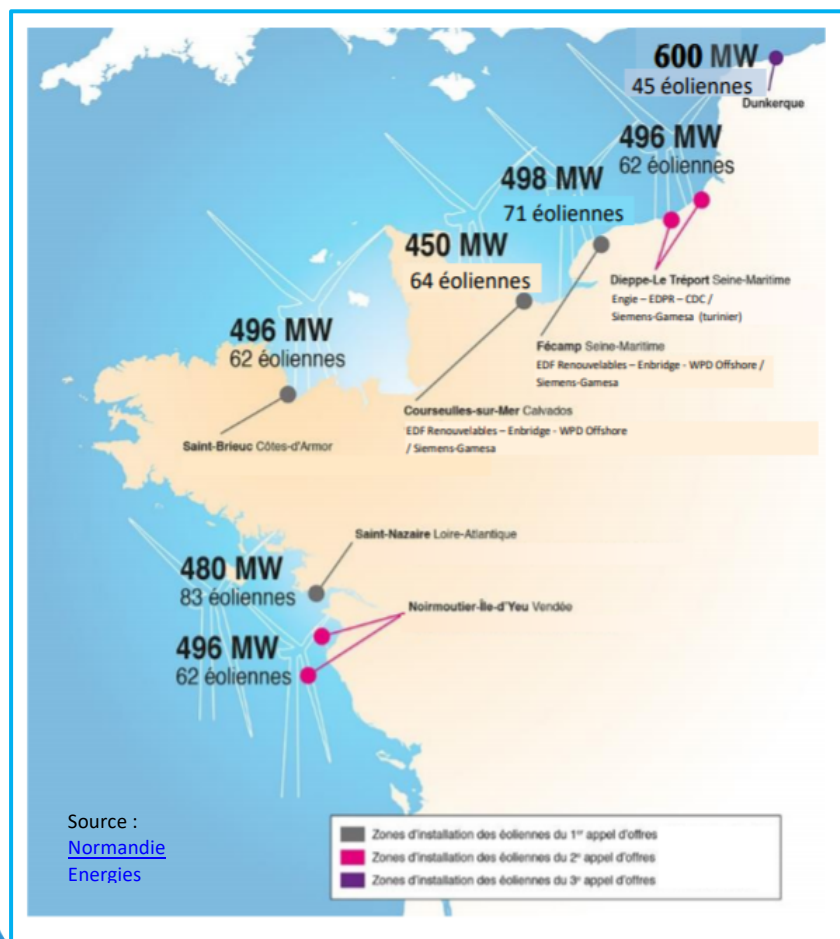 600 MW
45 éoliennes
Dunkerque
496 MW
62 éoliennes
498 MW
71 éoliennes
450 MW
64 éoliennes
Dieppe-Le Tréport Seine-Maritime
Engie – EDPR – CDC /
Siemens-Gamesa (turinier)
496 MW
62 éoliennes
Fécamp Seine-Maritime
EDF Renouvelables – Enbridge - WPD Offshore /
Siemens-Gamesa
Courseulles-sur-Mer Calvados
EDF Renouvelables – Enbridge - WPD Offshore
/ Siemens-Gamesa
Saint-Brieuc Côtes-d'Armor
Saint-Nazaire Loire-Atlantique
480 MW
83 éoliennes
Noirmoutier-Île-d'Yeu Vendée
496 MW
62 éoliennes
Source :
Normandie
Energies
Zones d'installation des éoliennes du 1er appel d'offres
Zones d'installation des éoliennes du 2e appel d'offres
Zones d'installation des éoliennes du 3e appel d'offres